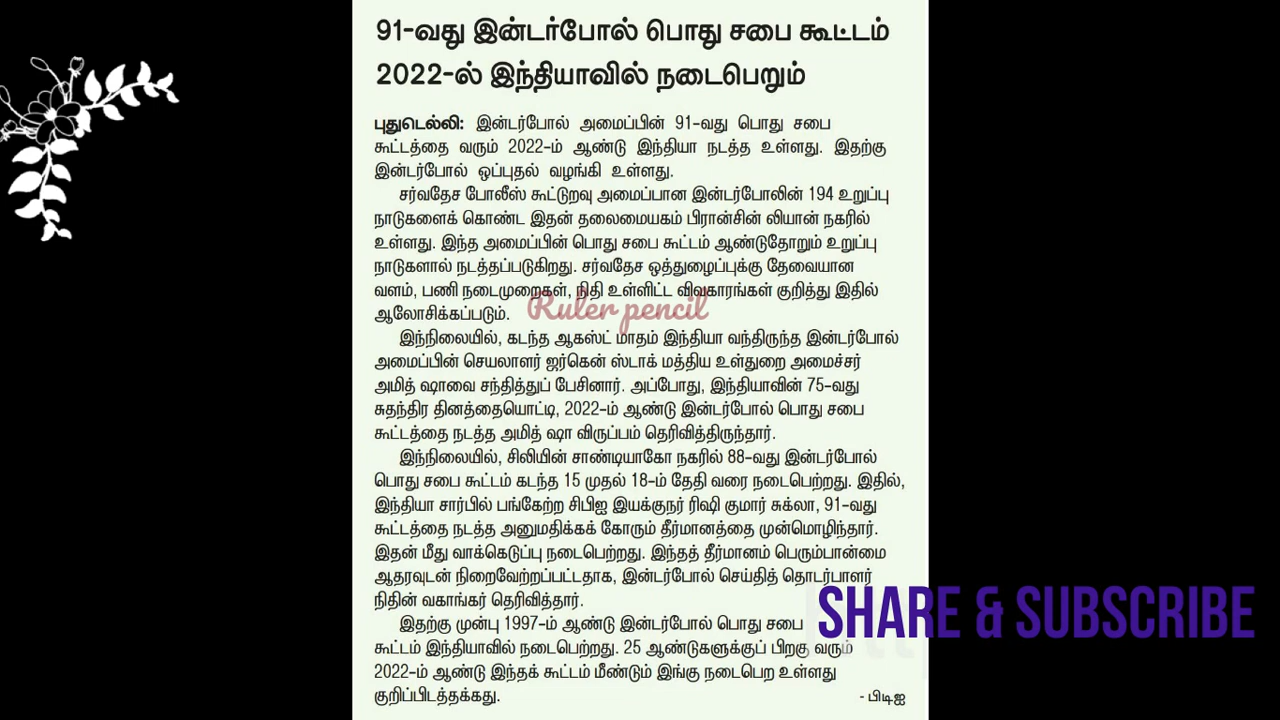 91-வது இன்டர்போல் பொது சபை கூட்டம்
2022-ல் இந்தியாவில் நடைபெறும்
புதுடெல்லி: இன்டர்போல் அமைப்பின் 91-வது பொது சபை
கூட்டத்தை வரும் 2022-ம் ஆண்டு இந்தியா நடத்த உள்ளது. இதற்கு
இன்டர்போல் ஒப்புதல் வழங்கி உள்ளது.
சர்வதேச போலீஸ் கூட்டுறவு அமைப்பான இன்டர்போலின் 194 உறுப்பு
நாடுகளைக் கொண்ட இதன் தலைமையகம் பிரான்சின் லியான் நகரில்
உள்ளது. இந்த அமைப்பின் பொது சபை கூட்டம் ஆண்டுதோறும் உறுப்பு
நாடுகளால் நடத்தப்படுகிறது. சர்வதேச ஒத்துழைப்புக்கு தேவையான
வளம், பணி நடைமுறைகள், நிதி உள்ளிட்ட விவகாரங்கள் குறித்து இதில்
ஆலோசிக்கப்படும்.
Ruler pencil
இந்நிலையில், கடந்த ஆகஸ்ட் மாதம் இந்தியா வந்திருந்த இன்டர்போல்
அமைப்பின் செயலாளர் ஜர்கென் ஸ்டாக் மத்திய உள்துறை அமைச்சர்
அமித் ஷாவை சந்தித்துப் பேசினார். அப்போது, இந்தியாவின் 75-வது
சுதந்திர தினத்தையொட்டி, 2022-ம் ஆண்டு இன்டர்போல் பொது சபை
கூட்டத்தை நடத்த அமித் ஷா விருப்பம் தெரிவித்திருந்தார்.
இந்நிலையில், சிலியின் சாண்டியாகோ நகரில் 88-வது இன்டர்போல்
பொது சபை கூட்டம் கடந்த 15 முதல் 18-ம் தேதி வரை நடைபெற்றது. இதில்,
இந்தியா சார்பில் பங்கேற்ற சிபிஐ இயக்குநர் ரிஷி குமார் சுக்லா, 91-வது
கூட்டத்தை நடத்த அனுமதிக்கக் கோரும் தீர்மானத்தை முன்மொழிந்தார்.
இதன் மீது வாக்கெடுப்பு நடைபெற்றது. இந்தத் தீர்மானம் பெரும்பான்மை
ஆதரவுடன் நிறைவேற்றப்பட்டதாக, இன்டர்போல் செய்தித் தொடர்பாளர்
நிதின் வகாங்கர் தெரிவித்தார்.
SHARE & SUBSCRIBE
இதற்கு முன்பு 1997-ம் ஆண்டு இன்டர்போல் பொது சபை
கூட்டம் இந்தியாவில் நடைபெற்றது. 25 ஆண்டுகளுக்குப் பிறகு வரும்
2022-ம் ஆண்டு இந்தக் கூட்டம் மீண்டும் இங்கு நடைபெற உள்ளது
குறிப்பிடத்தக்கது. - பிடிஐ